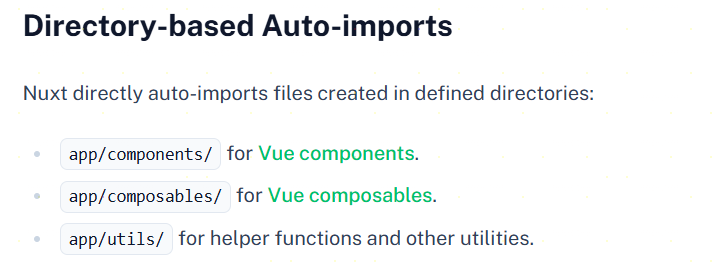 Directory-based Auto-imports
Nuxt directly auto-imports files created in defined directories:
app/components/ for Vue components.
app/composables/ for Vue composables.
app/utils/ for helper functions and other utilities.